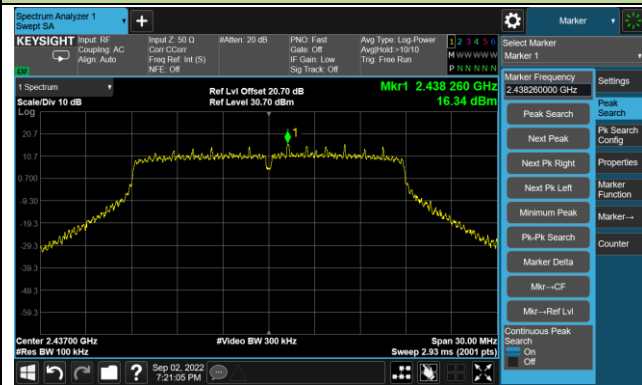 Spectrum Analyzer 1
Swept SA
+
Marker
KEYSIGHT
Input: RF
Coupling: AC
Align: Auto
Input Z: 50 Ω
Corr CCorr
Freq Ref: Int (S)
NFE: Off
#Atten: 20 dB
PNO: Fast
Gate: Off
IF Gain: Low
Sig Track: Off
Avg Type: Log-Power
Avg|Hold:>10/10
Trig: Free Run
1 2 3 4 5 6
M W W W W W
P N N N N N
LXI
Select Marker
Marker 1
1 Spectrum
Scale/Div 10 dB
Log
Ref Lvl Offset 20.70 dB
Ref Level 30.70 dBm
Mkr1 2.438 260 GHz
16.34 dBm
1
20.7
10.7
0.700
-9.30
-19.3
-29.3
-39.3
-49.3
-59.3
Center 2.43700 GHz
#Res BW 100 kHz
#Video BW 300 kHz
Span 30.00 MHz
Sweep 2.93 ms (2001 pts)
Marker Frequency
2.438260000 GHz
Peak Search
Next Peak
Next Pk Right
Next Pk Left
Minimum Peak
Pk-Pk Search
Marker Delta
Mkr→CF
Mkr→Ref Lvl
Continuous Peak
Search
On
Off
Settings
Peak
Search
Pk Search
Config
Properties
Marker
Function
Marker→
Counter
?
Sep 02, 2022
7:21:05 PM